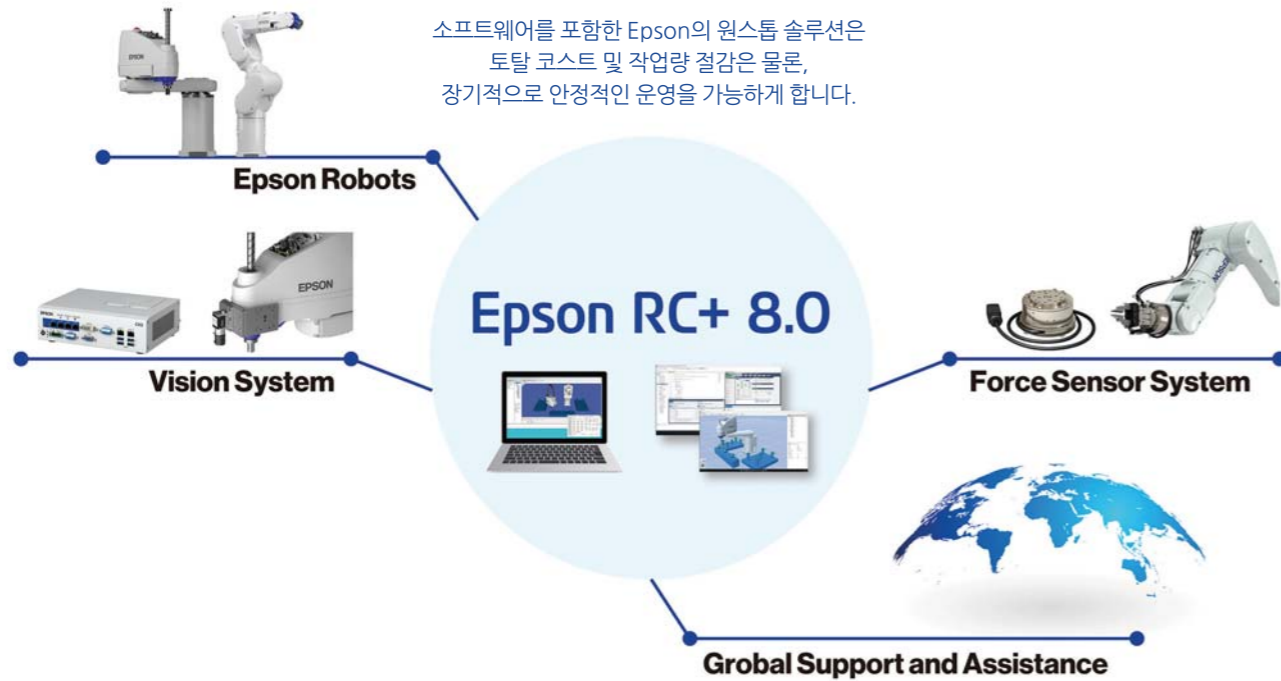 소프트웨어를 포함한 Epson의 원스톱 솔루션은
토탈 코스트 및 작업량 절감은 물론,
장기적으로 안정적인 운영을 가능하게 합니다.
EPSON
Epson Robots
EPSON
Vision System
Epson RC+ 8.0
Force Sensor System
Grobal Support and Assistance